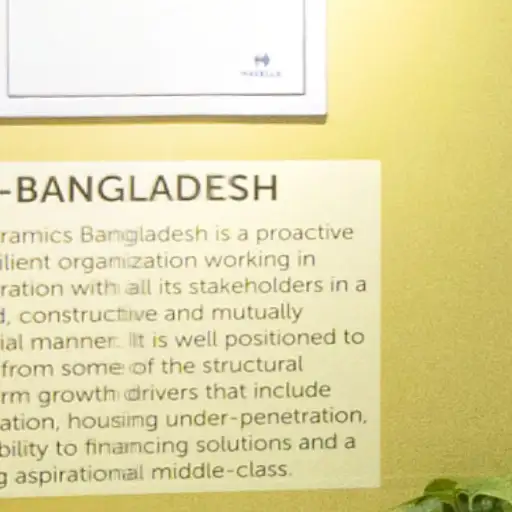 -BANGLADESH
ramics Bangladesh is a proactive
ilient organization working in
ration with all its stakeholders in a
d, constructive and mutually
ial manner. It is well positioned to
from some of the structural
rm growth drivers that include
ation, housing under-penetration,
bility to financing solutions and a
g aspirational middle-class.